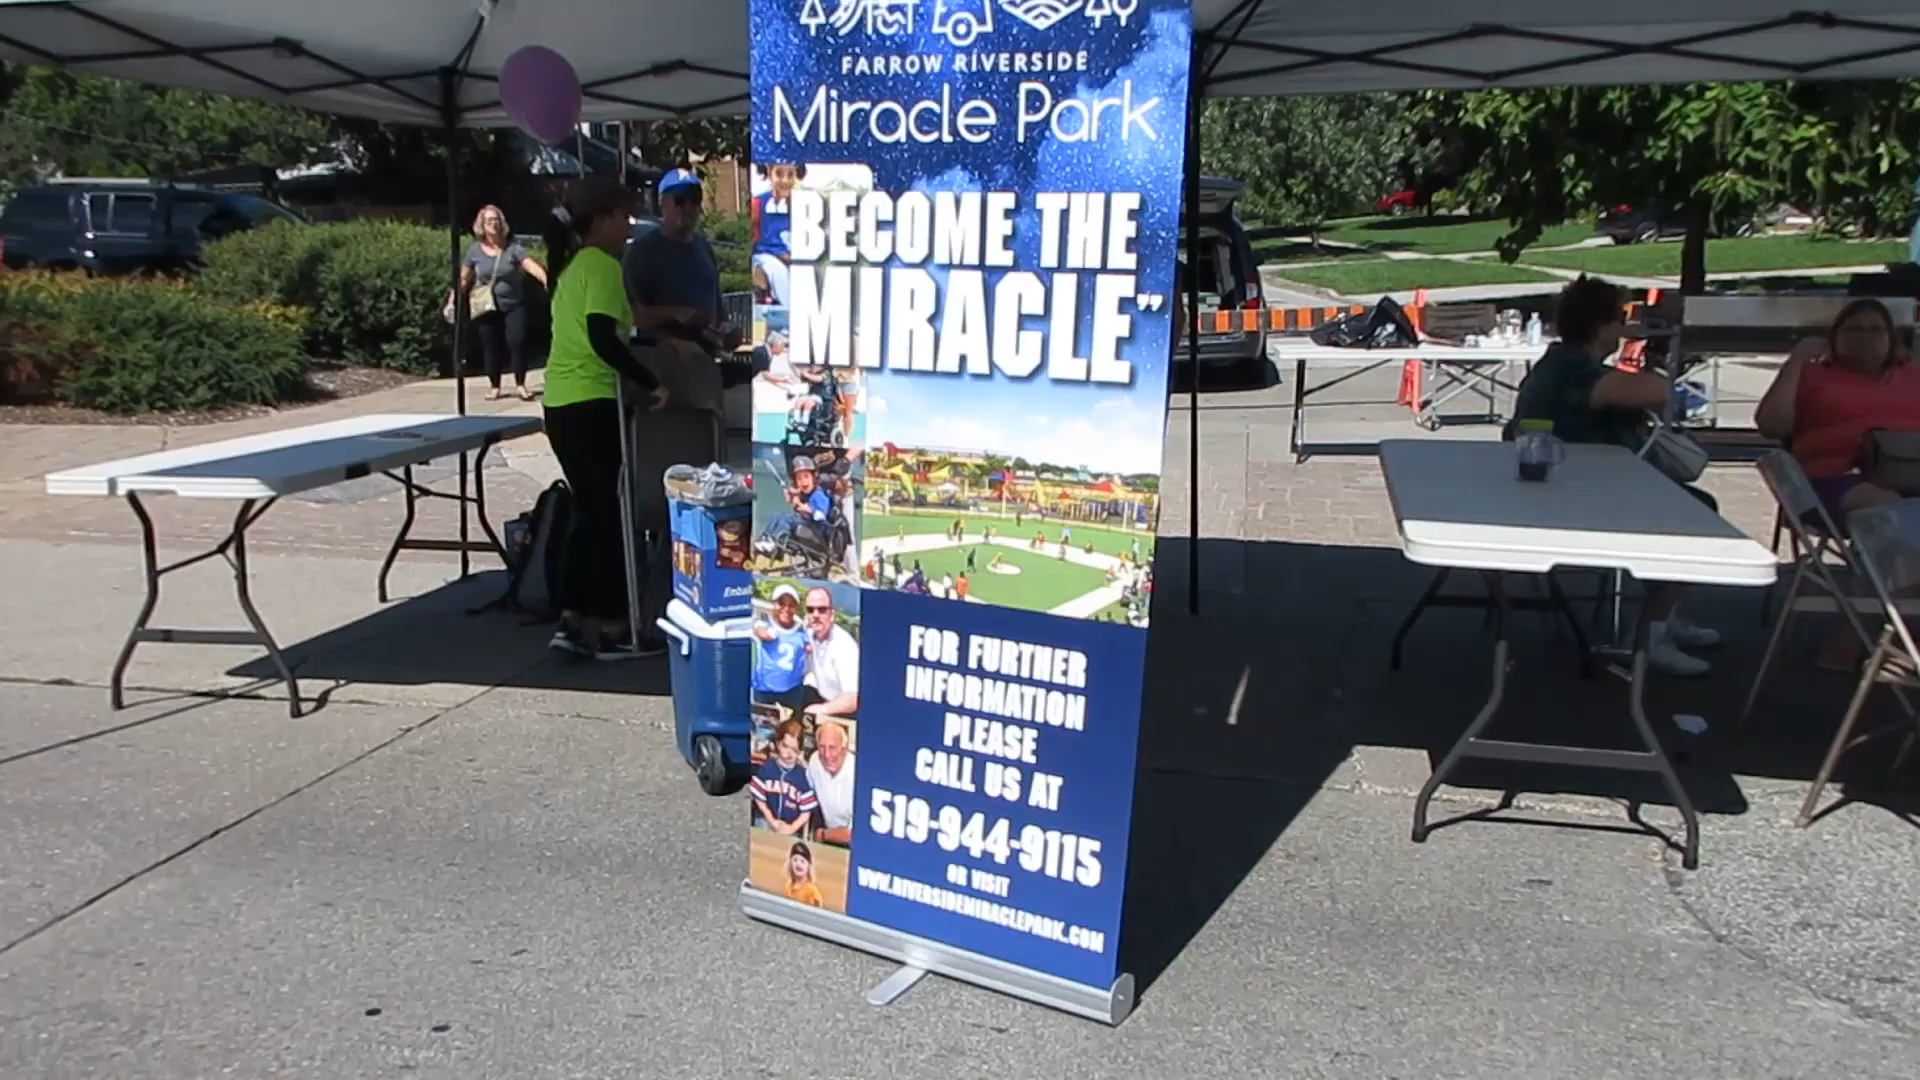 FARROW RIVERSIDE
Miracle Park
"BECOME THE
MIRACLE"
FOR FURTHER
INFORMATION
PLEASE
CALL US AT
519-944-9115
OR VISIT
WWW.RIVERSIDEMIRACLEPARK.COM
2